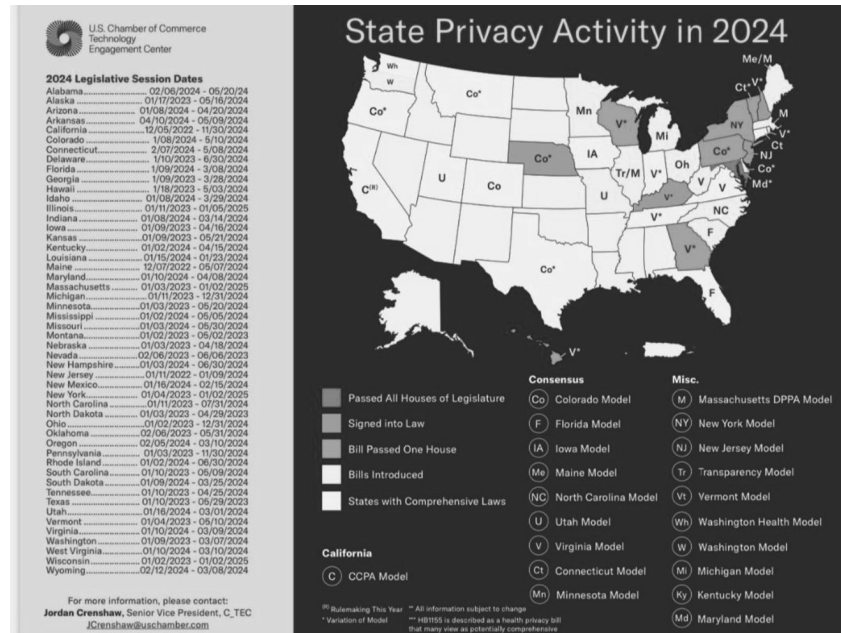 U.S. Chamber of Commerce
Technology
Engagement Center
2024 Legislative Session Dates
Alabama........................ 02/06/2024 - 05/20/24
Alaska ........................ 01/17/2023 - 05/16/2024
Arizona ....................... 01/08/2024 - 04/20/2024
Arkansas ...................... 04/10/2024 - 05/09/2024
California .................... 12/05/2022 - 11/30/2024
Colorado ...................... 1/08/2024 - 5/10/2024
Connecticut ................... 2/07/2024 - 5/08/2024
Delaware ...................... 1/10/2023 - 6/30/2024
Florida ....................... 1/09/2024 - 3/08/2024
Georgia ....................... 1/09/2023 - 3/28/2024
Hawaii ........................ 1/18/2023 - 5/03/2024
Idaho ......................... 01/08/2024 - 3/29/2024
Illinois ...................... 01/11/2023 - 01/05/2025
Indiana ....................... 01/08/2024 - 03/14/2024
Iowa .......................... 01/09/2023 - 04/16/2024
Kansas ........................ 01/09/2023 - 05/21/2024
Kentucky....................... 01/02/2024 - 04/15/2024
Louisiana ..................... 01/15/2024 - 01/23/2024
Maine ......................... 12/07/2022 - 05/07/2024
Maryland....................... 01/10/2024 - 04/08/2024
Massachusetts ................. 01/03/2023 - 01/02/2025
Michigan....................... 01/11/2023 - 12/31/2024
Minnesota...................... 01/03/2023 - 05/20/2024
Mississippi ................... 01/02/2024 - 05/05/2024
Missouri ...................... 01/03/2024 - 05/30/2024
Montana........................ 01/02/2023 - 05/02/2023
Nebraska ...................... 01/03/2023 - 04/18/2024
Nevada ........................ 02/06/2023 - 06/06/2023
New Hampshire ................. 01/03/2024 - 06/30/2024
New Jersey .................... 01/11/2022 - 01/09/2024
New Mexico .................... 01/16/2024 - 02/15/2024
New York ...................... 01/04/2023 - 01/02/2025
North Carolina ................ 01/11/2023 - 07/31/2024
North Dakota .................. 01/03/2023 - 04/29/2023
Ohio .......................... 01/02/2023 - 12/31/2024
Oklahoma ...................... 02/06/2023 - 05/31/2024
Oregon ........................ 02/05/2024 - 03/10/2024
Pennsylvania .................. 01/03/2023 - 11/30/2024
Rhode Island .................. 01/02/2024 - 06/30/2024
South Carolina................. 01/10/2023 - 05/09/2024
South Dakota .................. 01/09/2024 - 03/25/2024
Tennessee...................... 01/10/2023 - 04/25/2024
Texas ......................... 01/10/2023 - 05/29/2023
Utah........................... 01/16/2024 - 03/01/2024
Vermont ....................... 01/04/2023 - 05/10/2024
Virginia....................... 01/10/2024 - 03/09/2024
Washington .................... 01/09/2023 - 03/07/2024
West Virginia.................. 01/10/2024 - 03/10/2024
Wisconsin ..................... 01/02/2023 - 01/02/2025
Wyoming........................ 02/12/2024 - 03/08/2024
For more information, please contact:
Jordan Crenshaw, Senior Vice President, C_TEC
JCrenshaw@uschamber.com
State Privacy Activity in 2024
Wh
W
Co*
Co*
Mn
V*
Mi
NY
Me/M
Ct*
V*
M
V*
Ct
NJ
Co*
Md*
Co*
C(R)
U
Co
Co*
IA
U
Tr/M
V*
Oh
V
V
V*
V*
NC
F
V*
F
Co*
V*
Passed All Houses of Legislature
Signed into Law
Bill Passed One House
Bills Introduced
States with Comprehensive Laws
California
C CCPA Model
Consensus
Co Colorado Model
F Florida Model
IA Iowa Model
Me Maine Model
NC North Carolina Model
U Utah Model
V Virginia Model
Ct Connecticut Model
Mn Minnesota Model
Misc.
M Massachusetts DPPA Model
NY New York Model
NJ New Jersey Model
Tr Transparency Model
Vt Vermont Model
Wh Washington Health Model
W Washington Model
Mi Michigan Model
Ky Kentucky Model
Md Maryland Model
(R) Rulemaking This Year
* Variation of Model
** All information subject to change
*** HB1155 is described as a health privacy bill
that many view as potentially comprehensive